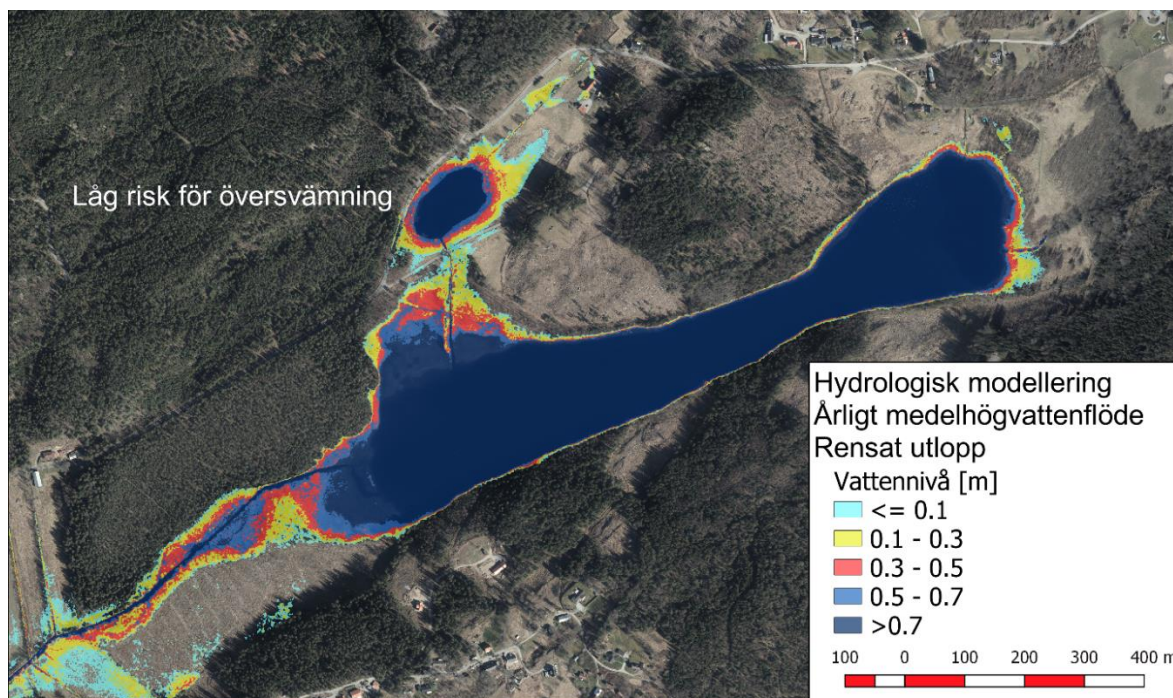 Låg risk för översvämning
Hydrologisk modellering
Årligt medelhögvattenflöde
Rensat utlopp
Vattennivå [m]
<= 0.1
0.1 - 0.3
0.3 - 0.5
0.5 - 0.7
>0.7
100 0 100 200 300 400 m